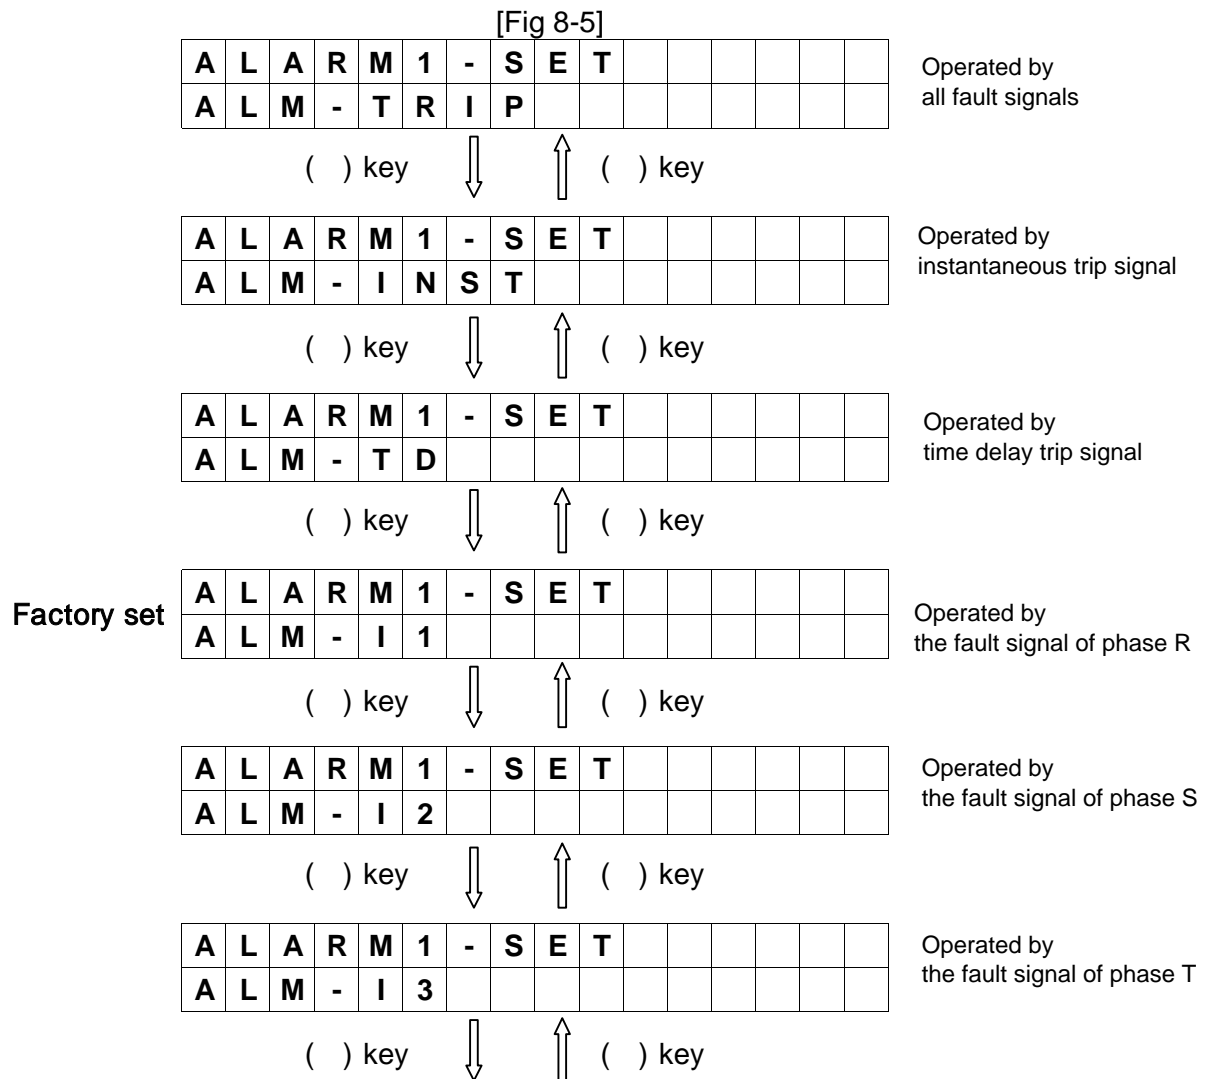 [Fig 8-5]
ALARM1-SET
ALM-TRIP
Operated by
all fault signals
( ) key ( ) key
ALARM1-SET
ALM-INST
Operated by
instantaneous trip signal
( ) key ( ) key
ALARM1-SET
ALM-TD
Operated by
time delay trip signal
( ) key ( ) key
Factory set
ALARM1-SET
ALM-I1
Operated by
the fault signal of phase R
( ) key ( ) key
ALARM1-SET
ALM-I2
Operated by
the fault signal of phase S
( ) key ( ) key
ALARM1-SET
ALM-I3
Operated by
the fault signal of phase T
( ) key ( ) key